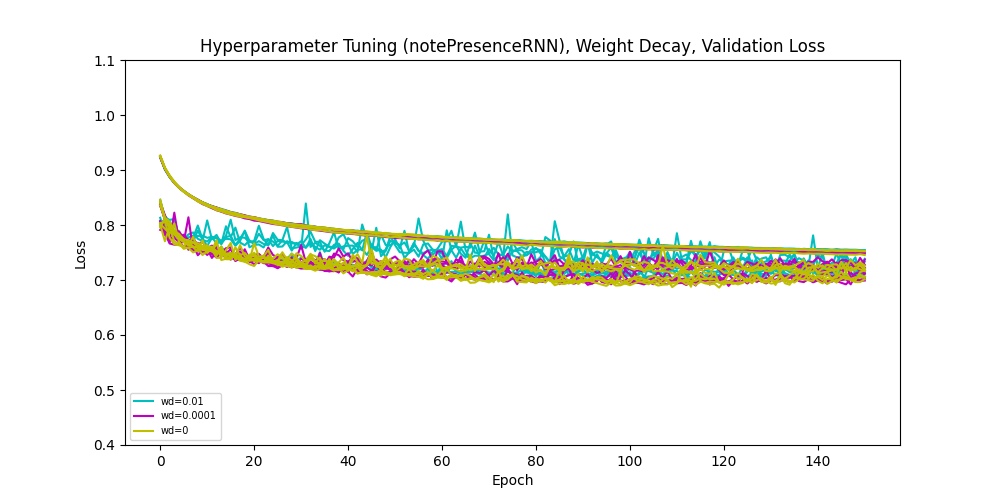 Hyperparameter Tuning (notePresenceRNN), Weight Decay, Validation Loss
1.1
1.0
0.9
0.8
0.7
0.6
0.5
0.4
Loss
wd=0.01
wd=0.0001
wd=0
0 20 40 60 80 100 120 140
Epoch